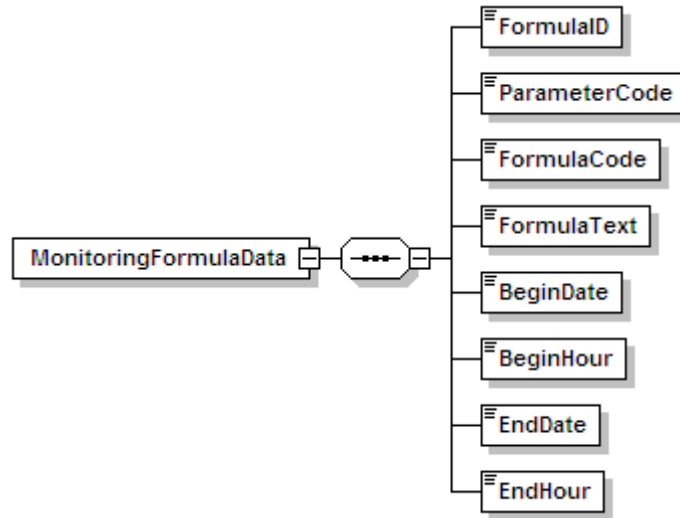 FormulaID
ParameterCode
FormulaCode
FormulaText
MonitoringFormulaData
BeginDate
BeginHour
EndDate
EndHour